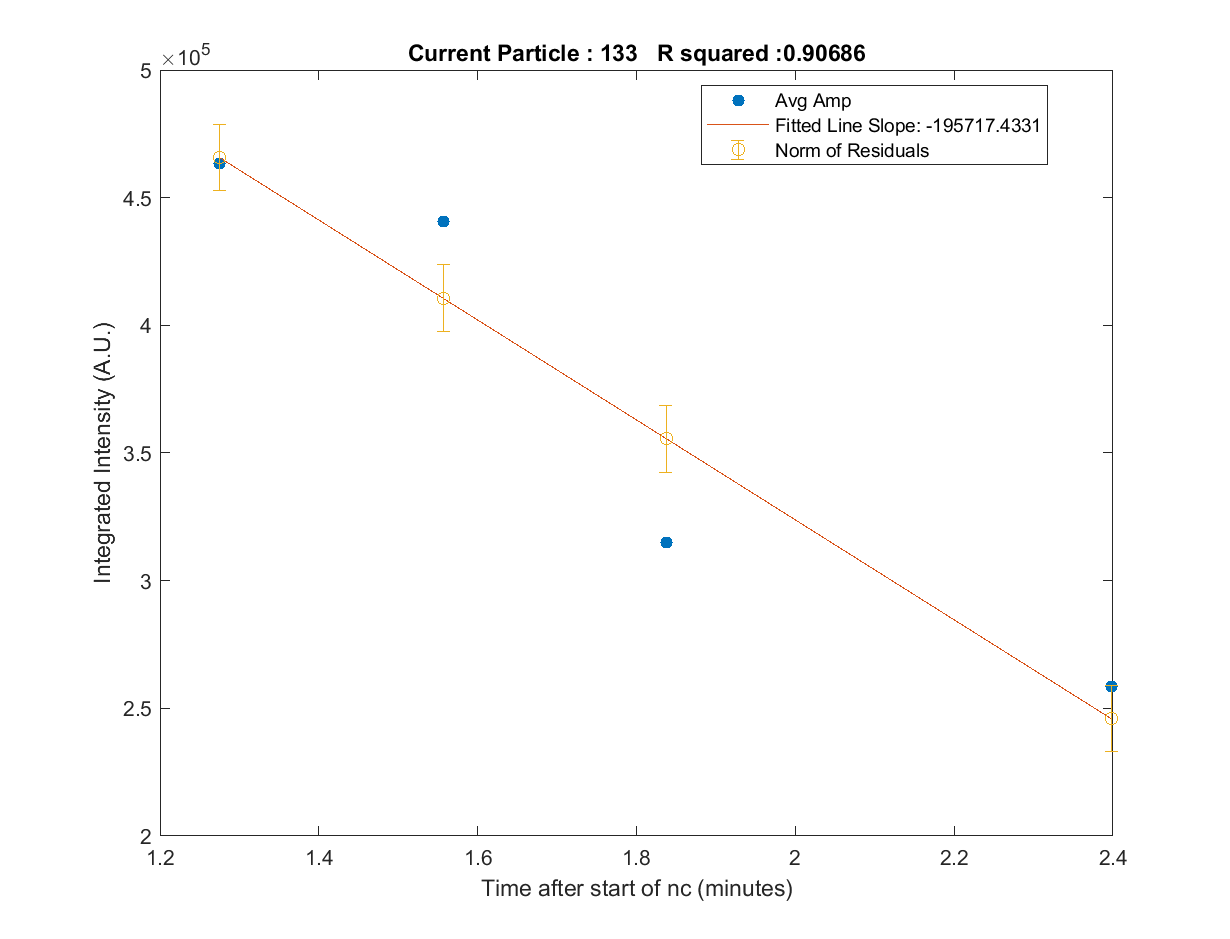 Current Particle : 133   R squared :0.90686
×10^5
5
4.5
4
3.5
3
2.5
2
Integrated Intensity (A.U.)
Avg Amp
Fitted Line Slope: -195717.4331
Norm of Residuals
1.2 1.4 1.6 1.8 2 2.2 2.4
Time after start of nc (minutes)